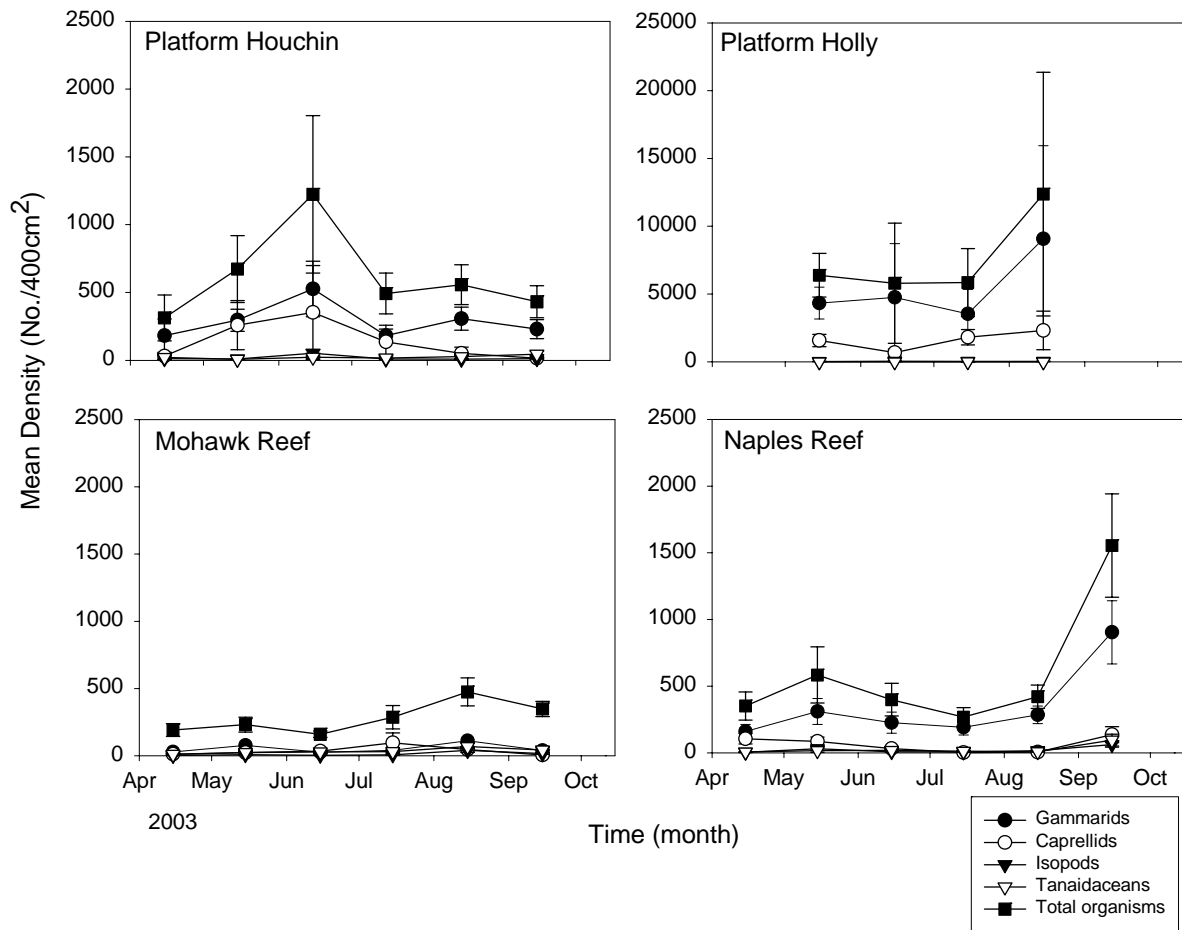 Mean Density (No./400cm2)
Platform Houchin
2500
2000
1500
1000
500
0
Platform Holly
25000
20000
15000
10000
5000
0
Mohawk Reef
2500
2000
1500
1000
500
0
Apr May Jun Jul Aug Sep Oct
2003
Naples Reef
2500
2000
1500
1000
500
0
Apr May Jun Jul Aug Sep Oct
Time (month)
Gammarids
Caprellids
Isopods
Tanaidaceans
Total organisms